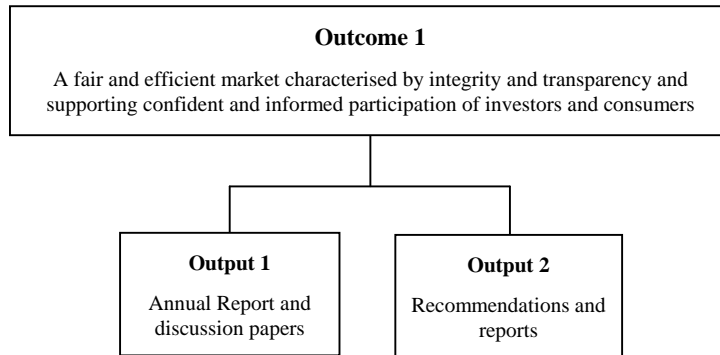 Outcome 1
A fair and efficient market characterised by integrity and transparency and
supporting confident and informed participation of investors and consumers
Output 1
Annual Report and
discussion papers
Output 2
Recommendations and
reports